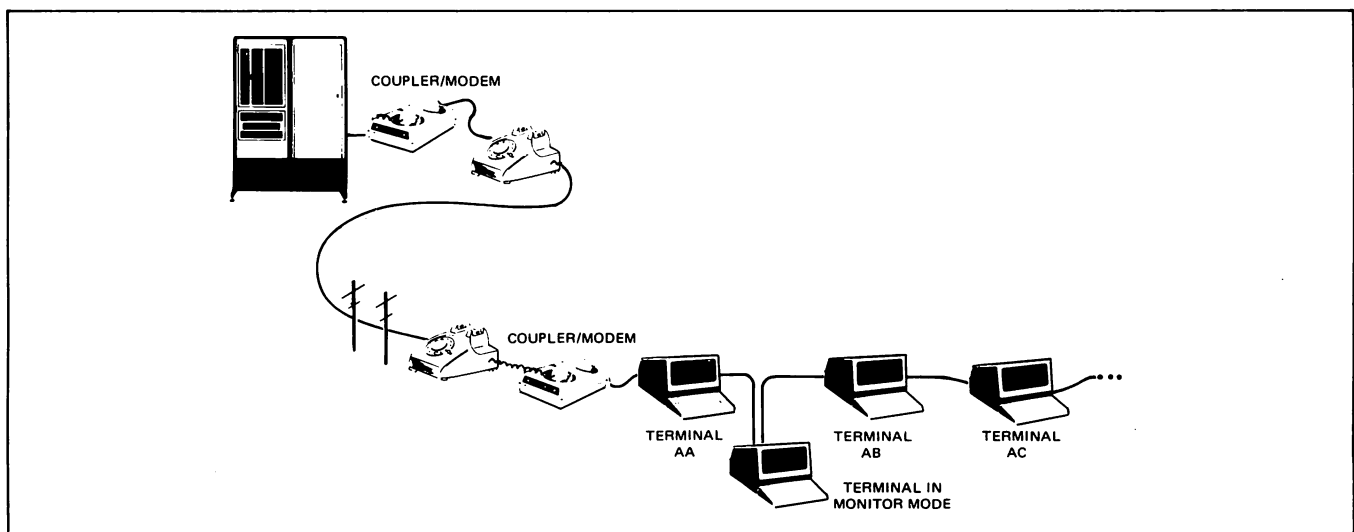 COUPLER/MODEM
COUPLER/MODEM
TERMINAL
AA
TERMINAL
AB
TERMINAL
AC
TERMINAL IN
MONITOR MODE